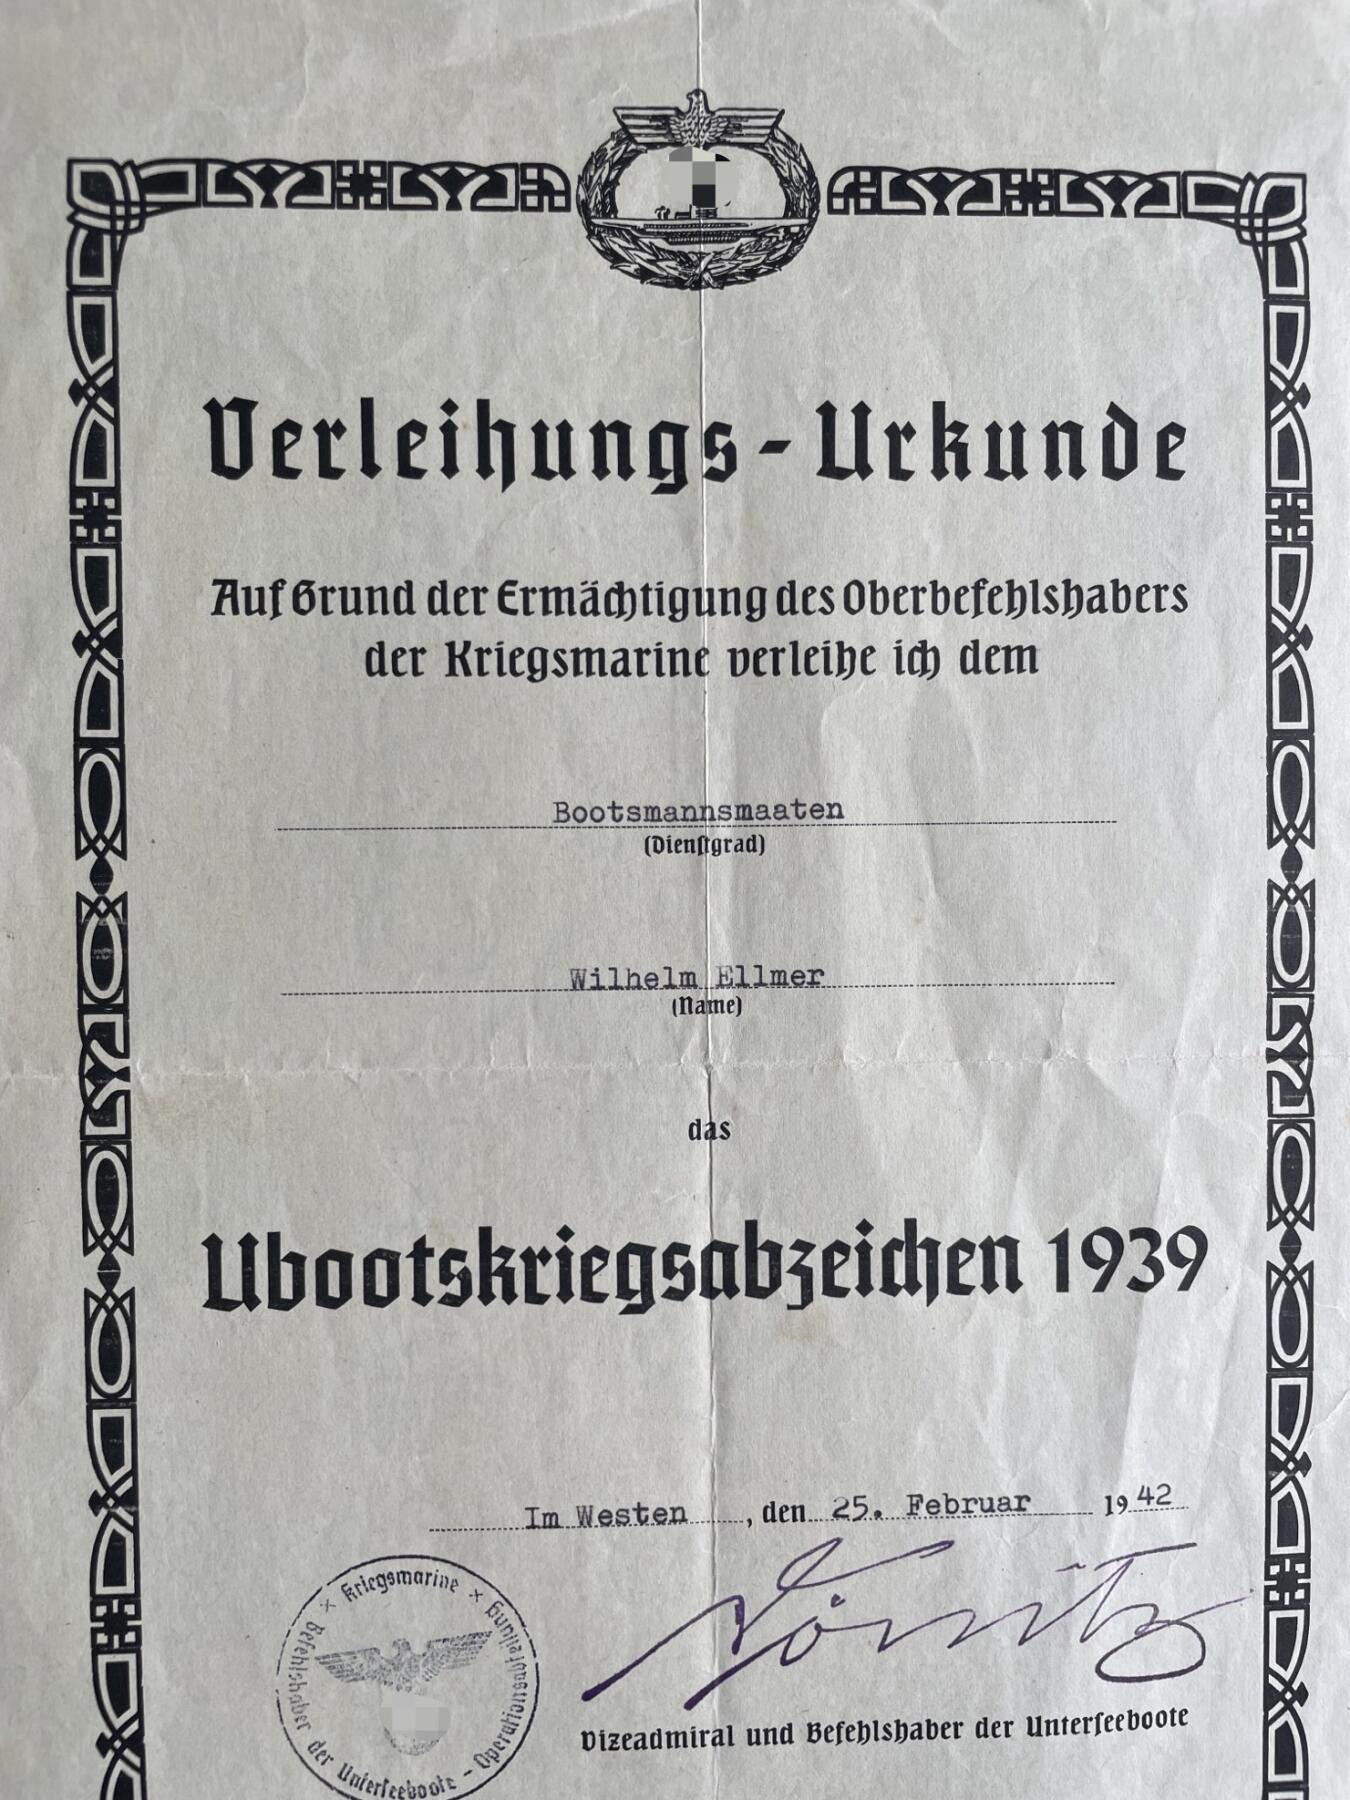 Verleihungs-Urkunde
Auf Grund der Ermächtigung des Oberbefehlshabers
der Kriegsmarine verleihe ich dem
Bootsmannsmaaten
(Dienstgrad)
Wilhelm Ellmer
(Name)
das
Ubootskriegsabzeichen 1939
Im Westen, den 25. Februar 1942
Dönitz
Vizeadmiral und Befehlshaber der Unterseeboote
× Kriegsmarine ×
Befehlshaber der Unterseeboote - Operationsabteilung